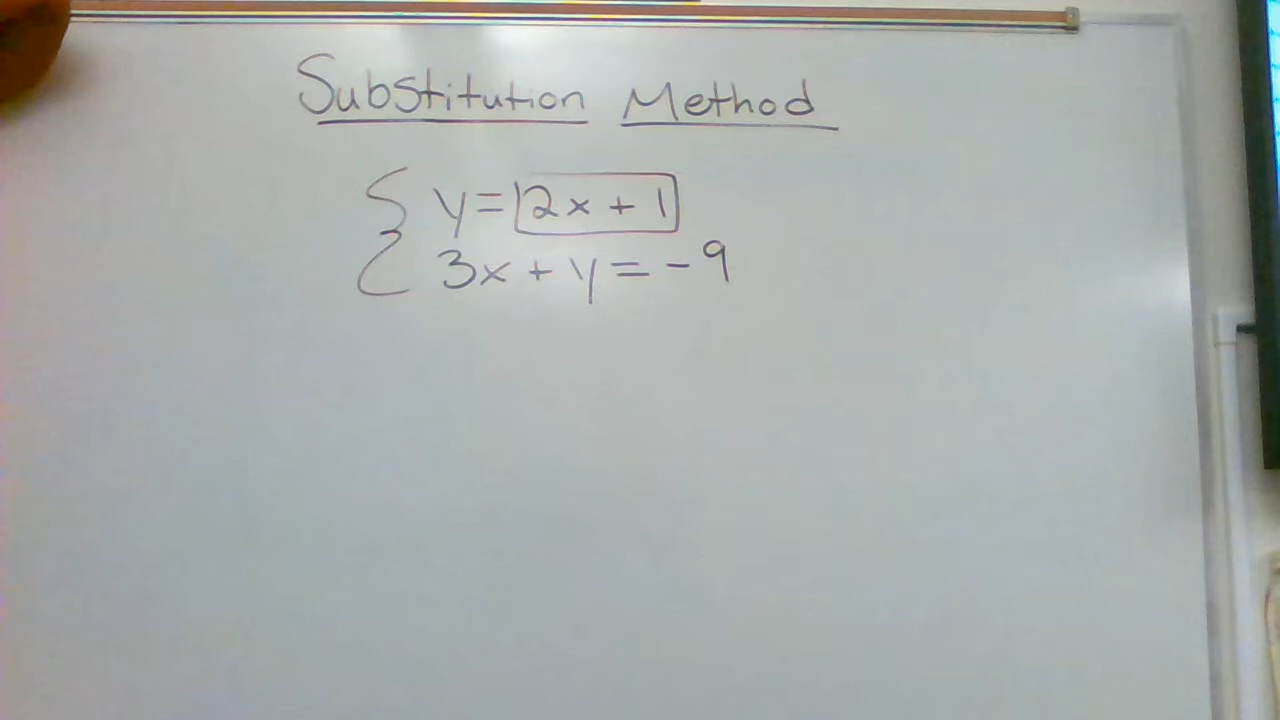 Substitution Method
y = 2x + 1
3x + y = -9